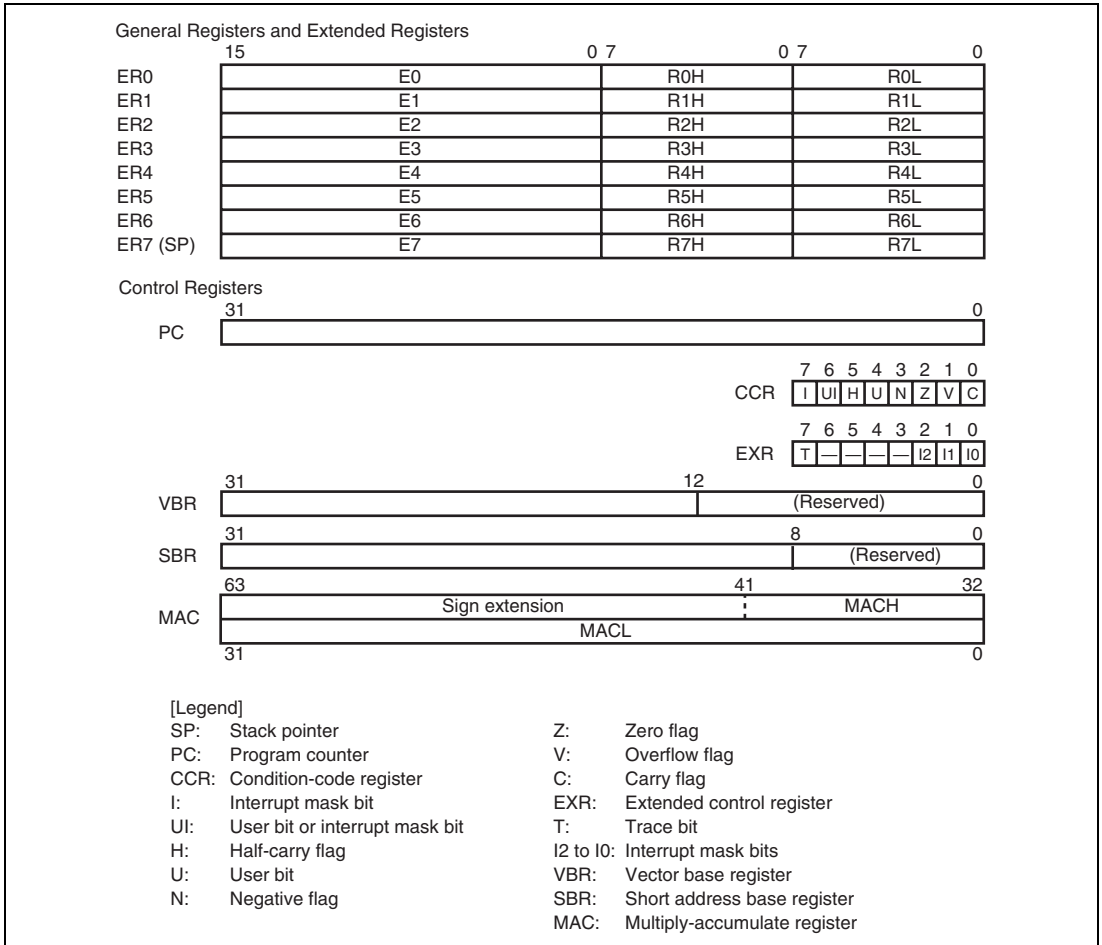 General Registers and Extended Registers
15 0 7 0 7 0
ER0 E0 R0H R0L
ER1 E1 R1H R1L
ER2 E2 R2H R2L
ER3 E3 R3H R3L
ER4 E4 R4H R4L
ER5 E5 R5H R5L
ER6 E6 R6H R6L
ER7 (SP) E7 R7H R7L
Control Registers
31 0
PC
7 6 5 4 3 2 1 0
CCR I UI H U N Z V C
7 6 5 4 3 2 1 0
EXR T — — — — I2 I1 I0
31 12 0
VBR (Reserved)
31 8 0
SBR (Reserved)
63 41 32
MAC Sign extension MACH
MACL
31 0
[Legend]
SP: Stack pointer
PC: Program counter
CCR: Condition-code register
I: Interrupt mask bit
UI: User bit or interrupt mask bit
H: Half-carry flag
U: User bit
N: Negative flag
Z: Zero flag
V: Overflow flag
C: Carry flag
EXR: Extended control register
T: Trace bit
I2 to I0: Interrupt mask bits
VBR: Vector base register
SBR: Short address base register
MAC: Multiply-accumulate register